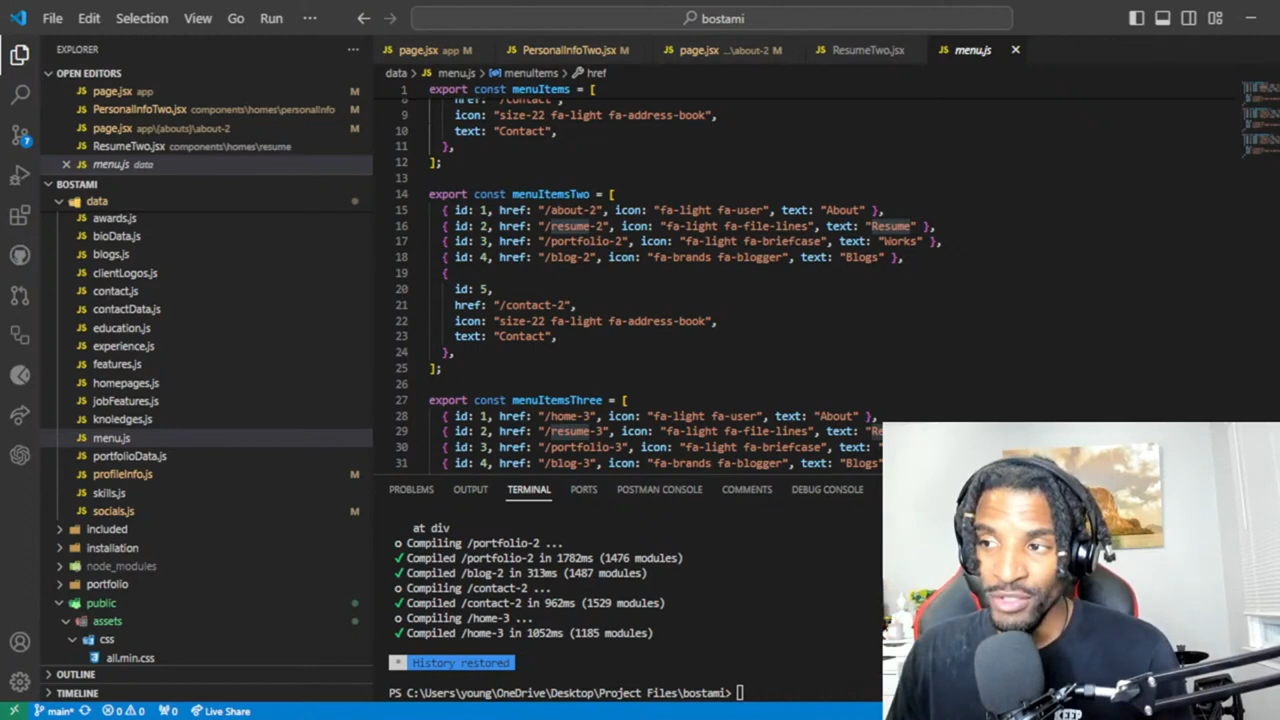 File Edit Selection View Go Run ··· bostami
EXPLORER ···
OPEN EDITORS
page.jsx app M
PersonalInfoTwo.jsx components\homes\personalInfo
page.jsx app\(abouts)\about-2 M
ResumeTwo.jsx components\homes\resume
menu.js data
BOSTAMI
data
awards.js
bioData.js
blogs.js
clientLogos.js
contact.js
contactData.js
education.js
experience.js
features.js
homepages.js
jobFeatures.js
knoledges.js
menu.js
portfolioData.js
profileInfo.js M
skills.js
socials.js M
included
installation
node_modules
portfolio
public
assets
css
all.min.css
OUTLINE
TIMELINE
page.jsx app M PersonalInfoTwo.jsx M page.jsx ...\about-2 M ResumeTwo.jsx menu.js
data > menu.js > menuItems > href
1 export const menuItems = [
8 href: "/contact",
9 icon: "size-22 fa-light fa-address-book",
10 text: "Contact",
11 },
12 ];
13
14 export const menuItemsTwo = [
15 { id: 1, href: "/about-2", icon: "fa-light fa-user", text: "About" },
16 { id: 2, href: "/resume-2", icon: "fa-light fa-file-lines", text: "Resume" },
17 { id: 3, href: "/portfolio-2", icon: "fa-light fa-briefcase", text: "Works" },
18 { id: 4, href: "/blog-2", icon: "fa-brands fa-blogger", text: "Blogs" },
19 {
20 id: 5,
21 href: "/contact-2",
22 icon: "size-22 fa-light fa-address-book",
23 text: "Contact",
24 },
25 ];
26
27 export const menuItemsThree = [
28 { id: 1, href: "/home-3", icon: "fa-light fa-user", text: "About" },
29 { id: 2, href: "/resume-3", icon: "fa-light fa-file-lines", text: "Re
30 { id: 3, href: "/portfolio-3", icon: "fa-light fa-briefcase", text: "
31 { id: 4, href: "/blog-3", icon: "fa-brands fa-blogger", text: "Blogs"
PROBLEMS OUTPUT TERMINAL PORTS POSTMAN CONSOLE COMMENTS DEBUG CONSOLE
at div
○ Compiling /portfolio-2 ...
✓ Compiled /portfolio-2 in 1782ms (1476 modules)
✓ Compiled /blog-2 in 313ms (1487 modules)
○ Compiling /contact-2 ...
✓ Compiled /contact-2 in 962ms (1529 modules)
○ Compiling /home-3 ...
✓ Compiled /home-3 in 1052ms (1185 modules)
* History restored
PS C:\Users\young\OneDrive\Desktop\Project Files\bostami>
main* 0 0 0 Live Share
KEEP